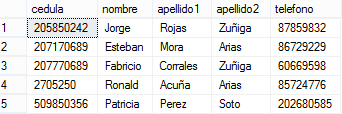 cedula nombre apellido1 apellido2 telefono
1 205850242 Jorge Rojas Zuñiga 87859832
2 207170689 Esteban Mora Arias 86729229
3 207770689 Fabricio Corrales Zuñiga 60669598
4 2705250 Ronald Acuña Arias 85724776
5 509850356 Patricia Perez Soto 202680585